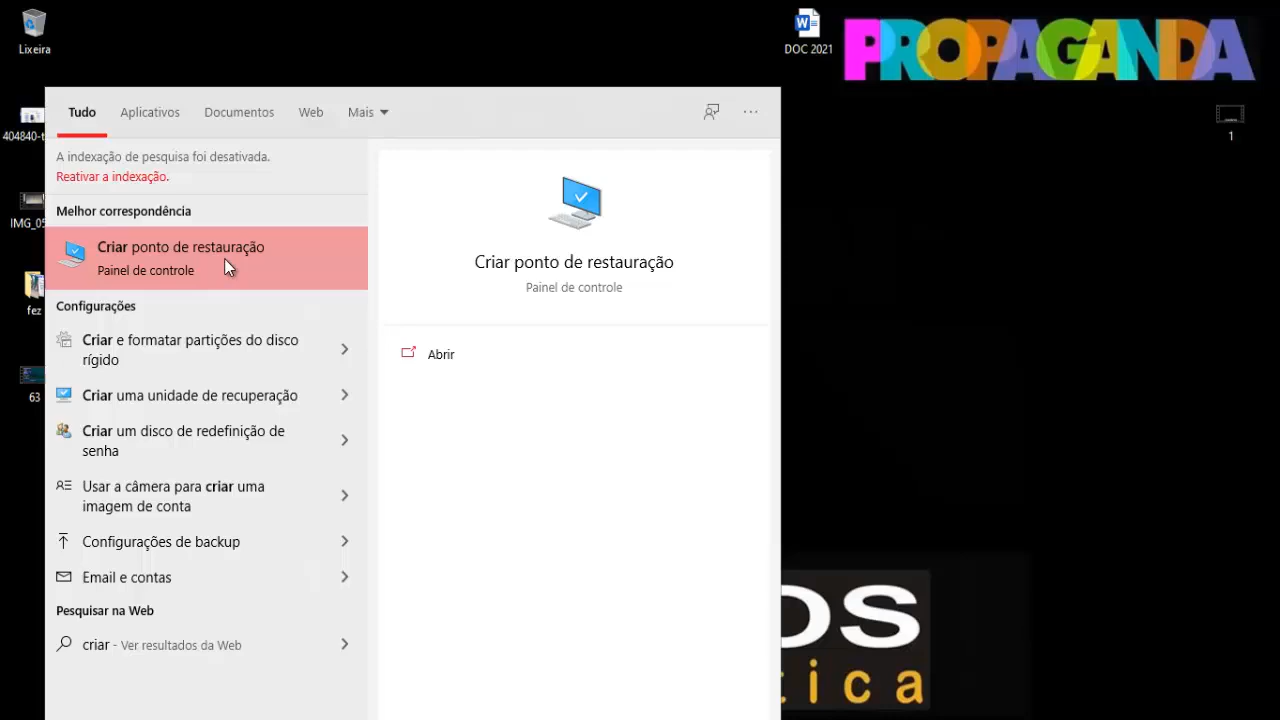 Lixeira
DOC 2021
PROPAGANDA
Tudo
Aplicativos
Documentos
Web
Mais
404840-t
1
A indexação de pesquisa foi desativada.
Reativar a indexação.
Melhor correspondência
IMG_05
Criar ponto de restauração
Painel de controle
Criar ponto de restauração
Painel de controle
fez
Configurações
Criar e formatar partições do disco
rígido
Abrir
63
Criar uma unidade de recuperação
Criar um disco de redefinição de
senha
Usar a câmera para criar uma
imagem de conta
Configurações de backup
Email e contas
Pesquisar na Web
criar - Ver resultados da Web
OS
tica